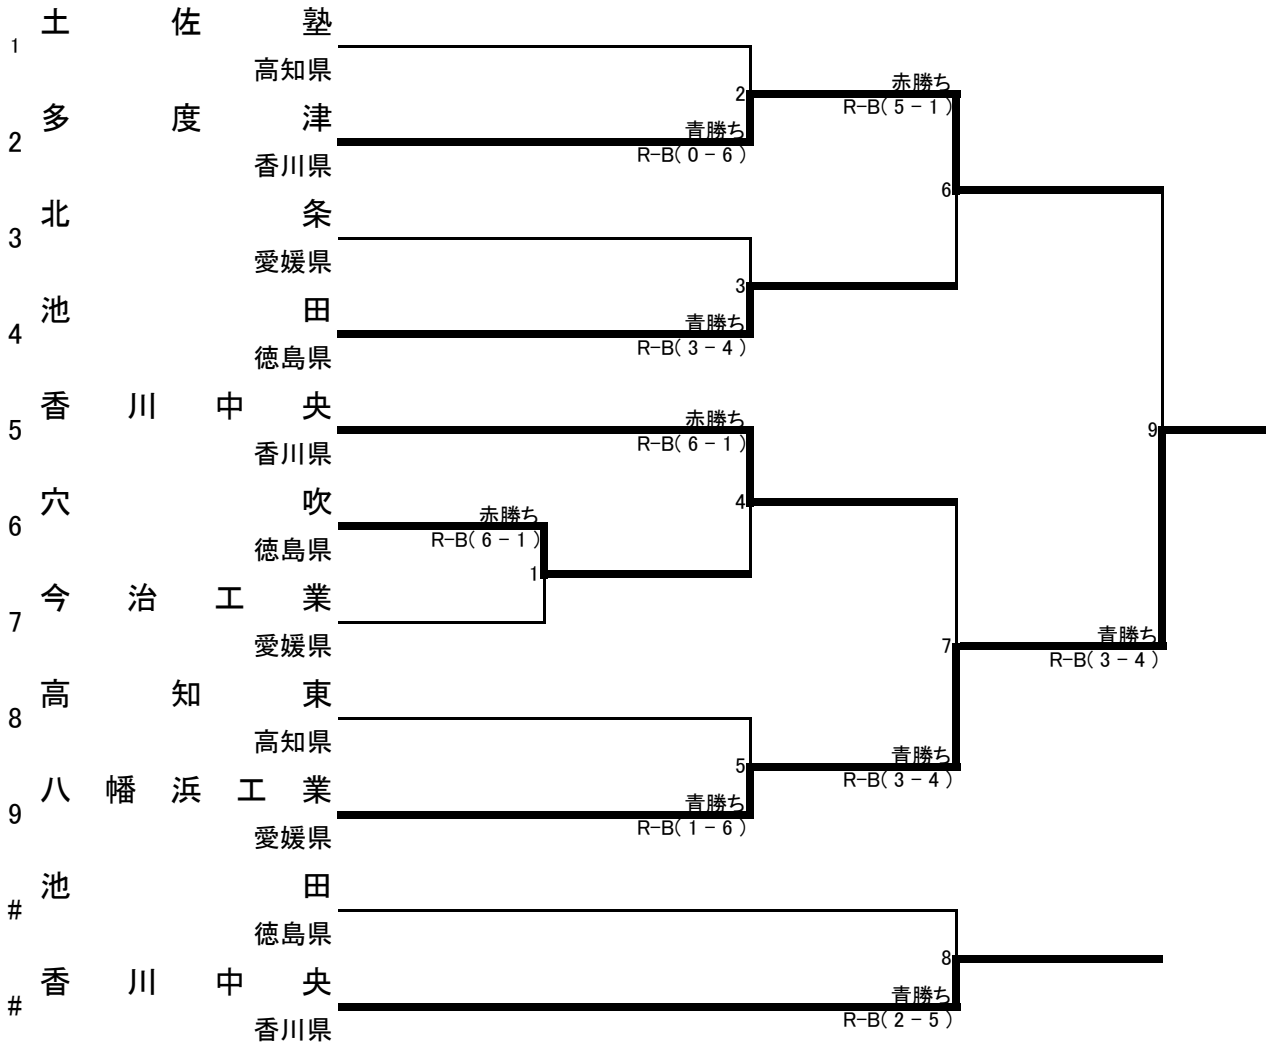 1 土佐塾
高知県
2 多度津
香川県
3 北条
愛媛県
4 池田
徳島県
5 香川中央
香川県
6 穴吹
徳島県
7 今治工業
愛媛県
8 高知東
高知県
9 八幡浜工業
愛媛県
# 池田
徳島県
# 香川中央
香川県
赤勝ち
R-B( 6 - 1 )
1
2
青勝ち
R-B( 0 - 6 )
3
青勝ち
R-B( 3 - 4 )
赤勝ち
R-B( 6 - 1 )
4
5
青勝ち
R-B( 1 - 6 )
赤勝ち
R-B( 5 - 1 )
6
7
青勝ち
R-B( 3 - 4 )
8
青勝ち
R-B( 2 - 5 )
9
青勝ち
R-B( 3 - 4 )